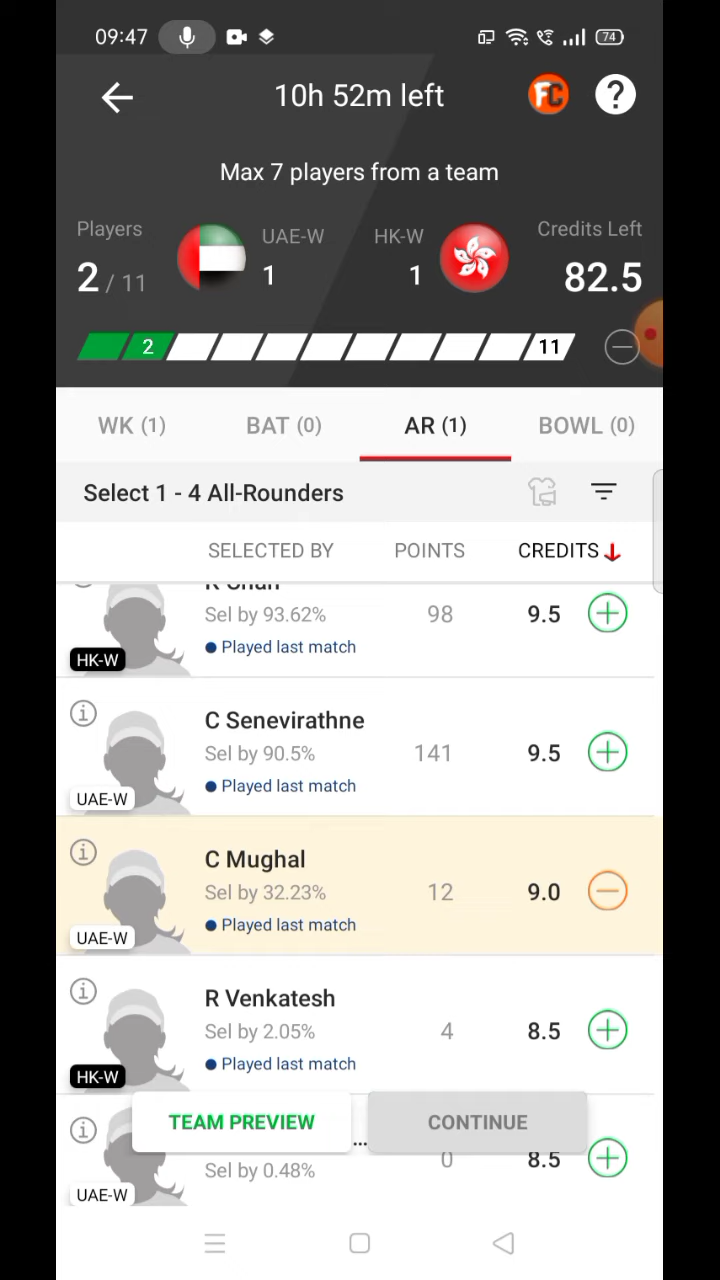 09:47
74
10h 52m left
FC
?
Max 7 players from a team
Players
UAE-W
HK-W
Credits Left
2 / 11
1
1
82.5
2
11
WK (1)
BAT (0)
AR (1)
BOWL (0)
Select 1 - 4 All-Rounders
SELECTED BY
POINTS
CREDITS
Sel by 93.62%
98
9.5
Played last match
HK-W
C Senevirathne
Sel by 90.5%
141
9.5
Played last match
UAE-W
C Mughal
Sel by 32.23%
12
9.0
Played last match
UAE-W
R Venkatesh
Sel by 2.05%
4
8.5
Played last match
HK-W
TEAM PREVIEW
...
CONTINUE
Sel by 0.48%
0
8.5
UAE-W